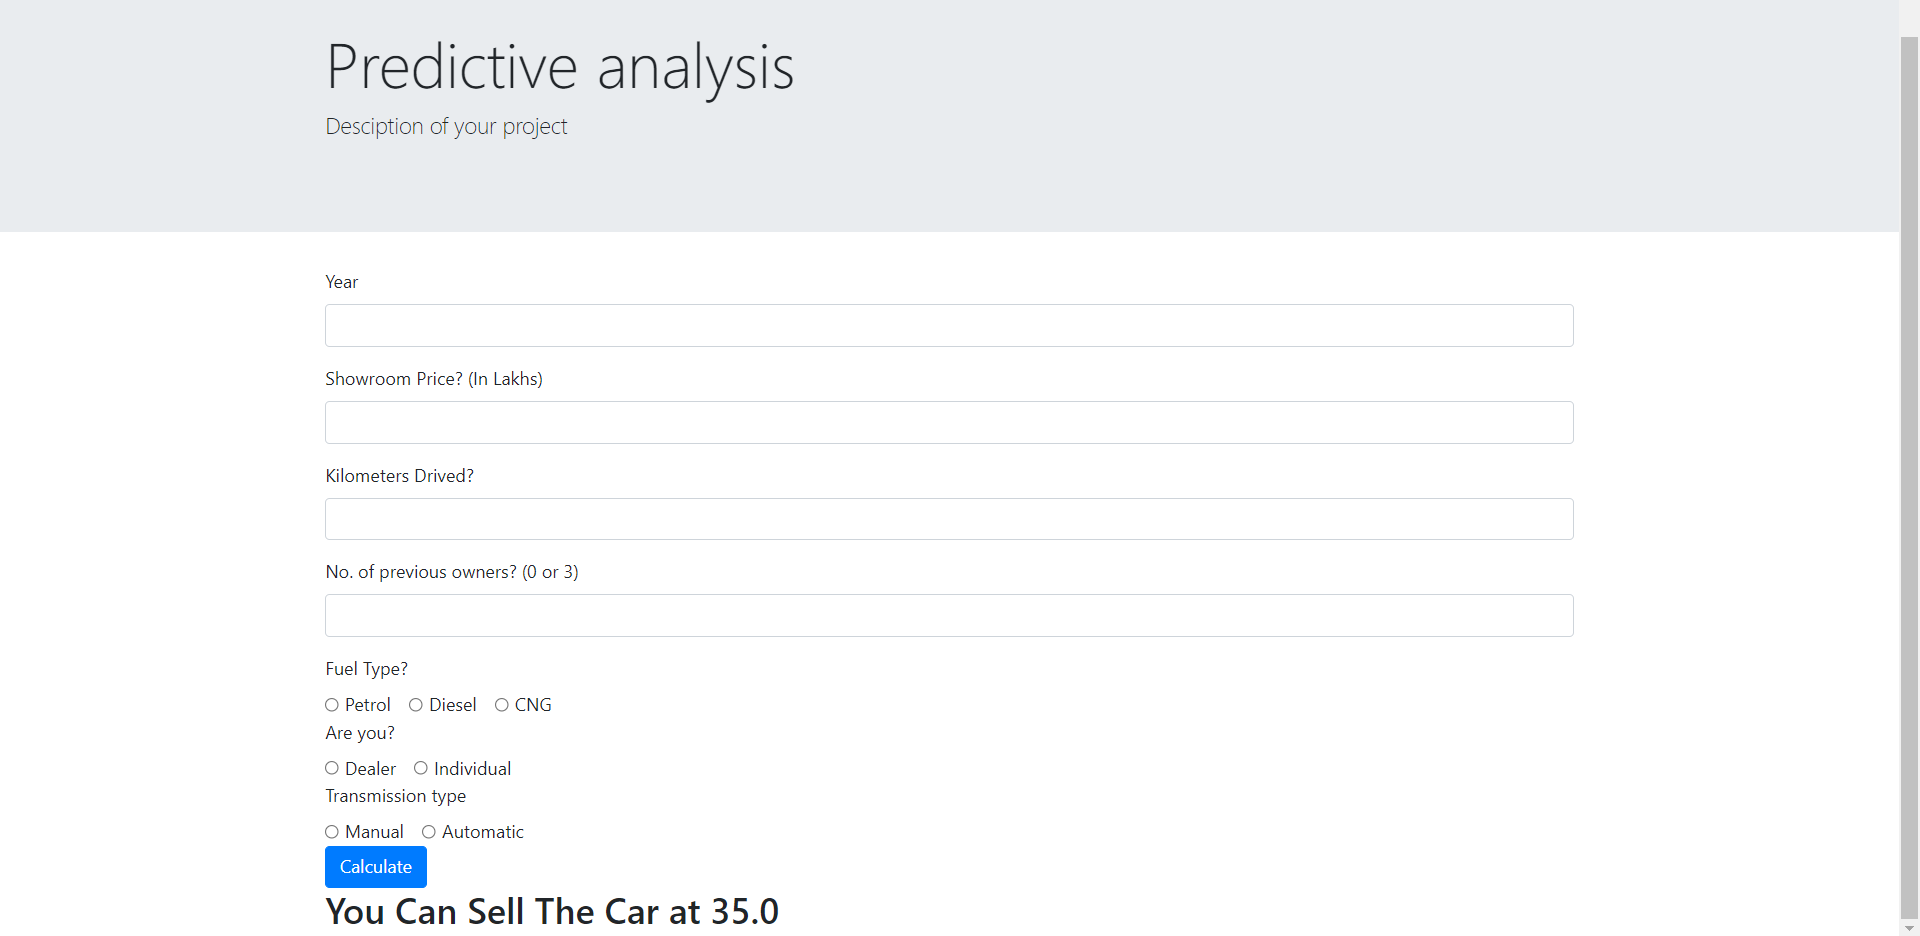 Predictive analysis
Desciption of your project
Year
Showroom Price? (In Lakhs)
Kilometers Drived?
No. of previous owners? (0 or 3)
Fuel Type?
Petrol Diesel CNG
Are you?
Dealer Individual
Transmission type
Manual Automatic
Calculate
You Can Sell The Car at 35.0